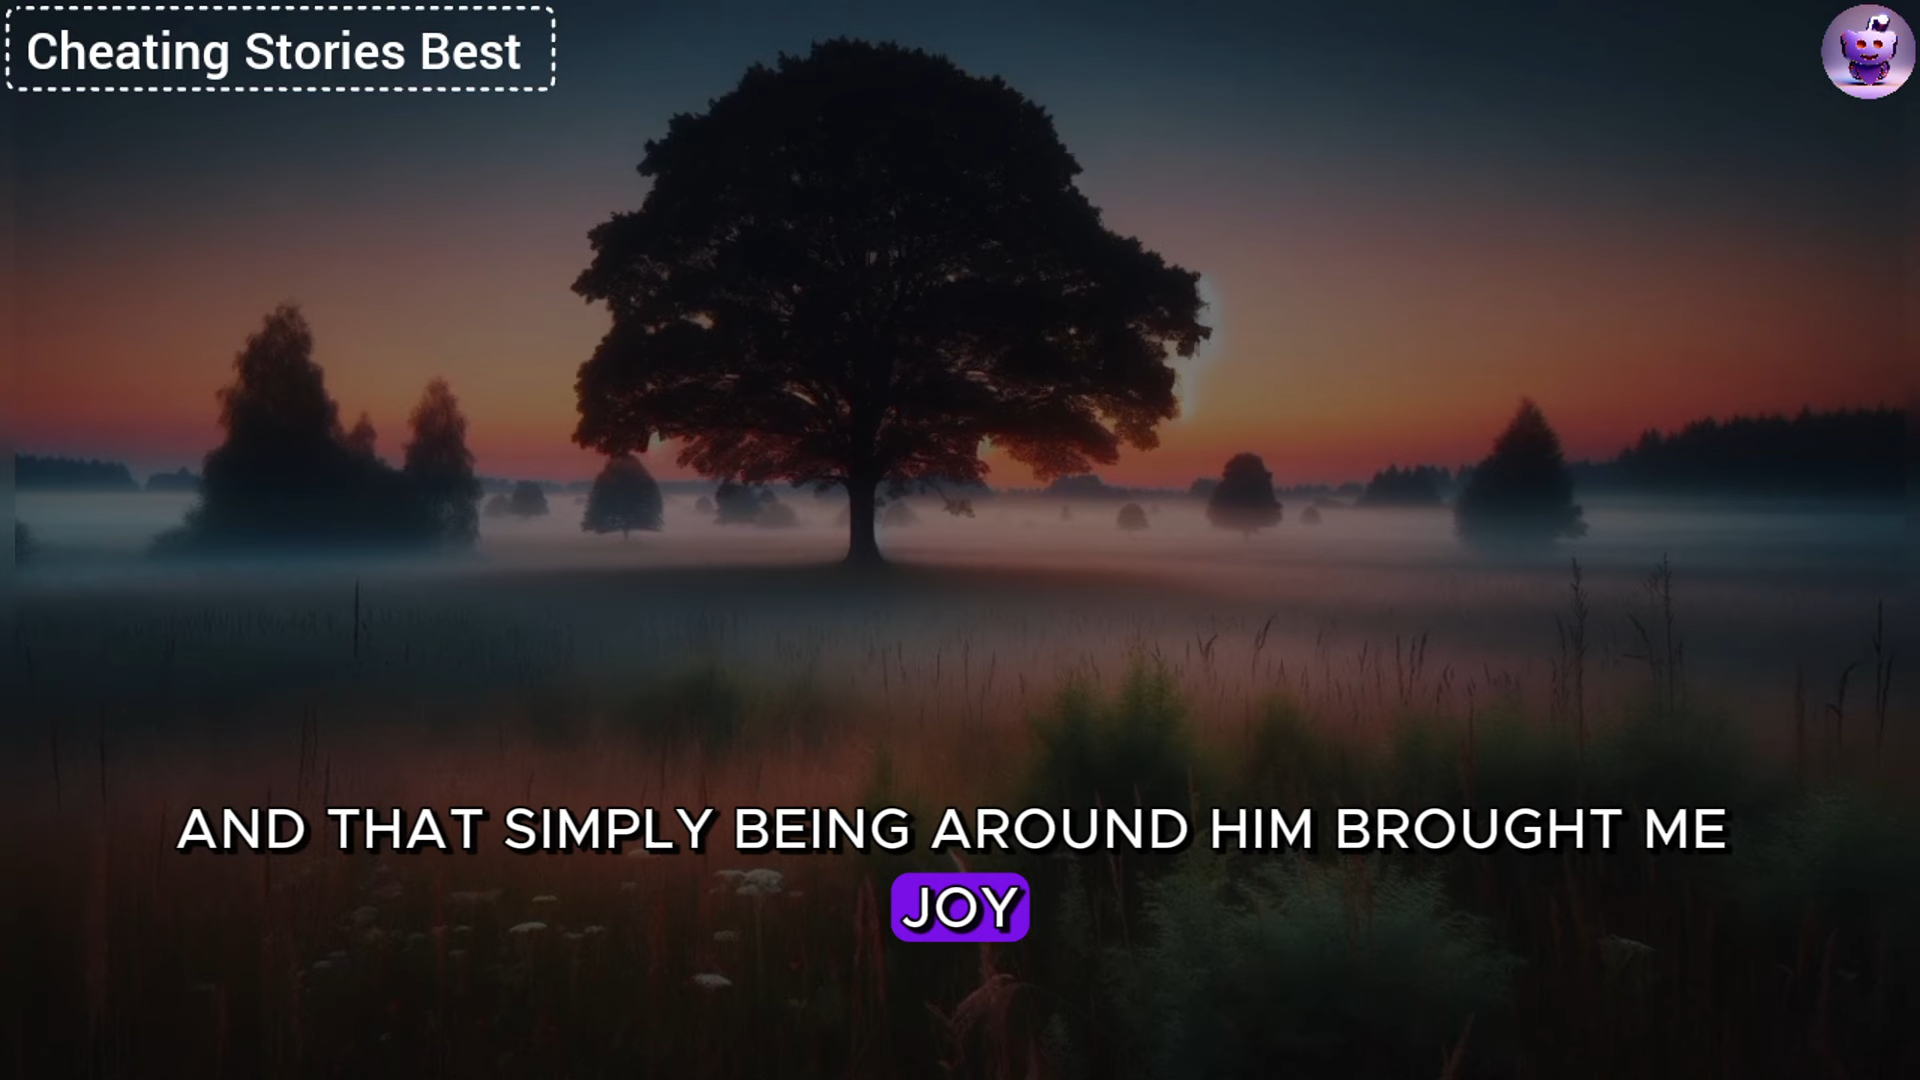 Cheating Stories Best
AND THAT SIMPLY BEING AROUND HIM BROUGHT ME
JOY